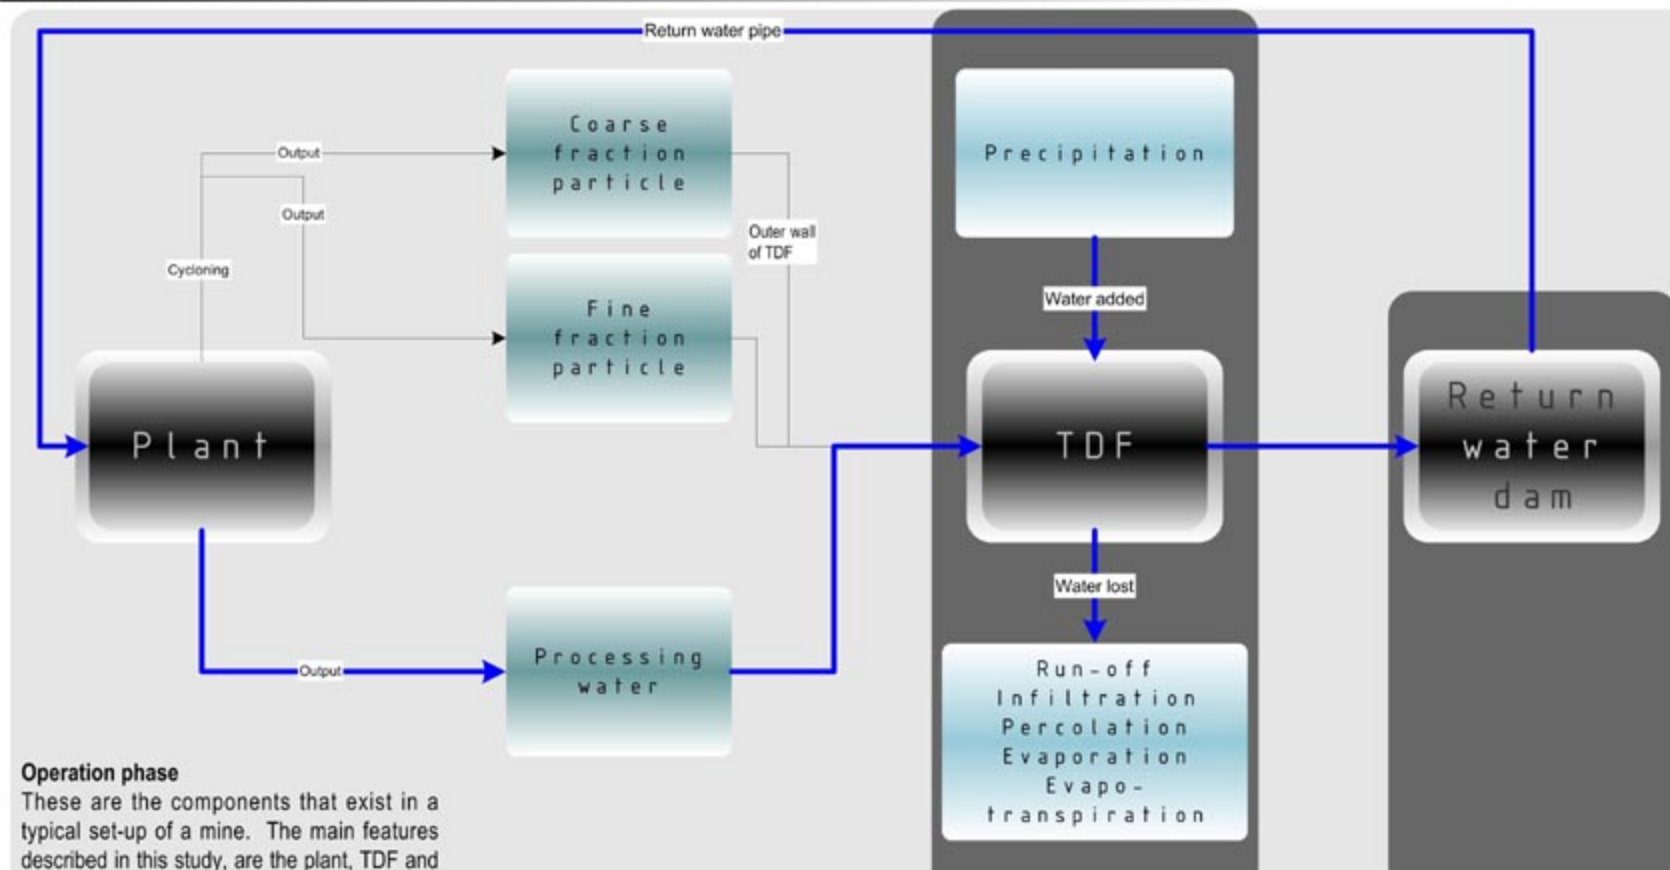 Return water pipe
Coarse
fraction
particle
Precipitation
Output
Output
Outer wall
of TDF
Cycloning
Fine
fraction
particle
Water added
Plant
TDF
Return
water
dam
Water lost
Output
Processing
water
Run-off
Infiltration
Percolation
Evaporation
Evapo-
transpiration
Operation phase
These are the components that exist in a
typical set-up of a mine. The main features
described in this study, are the plant, TDF and